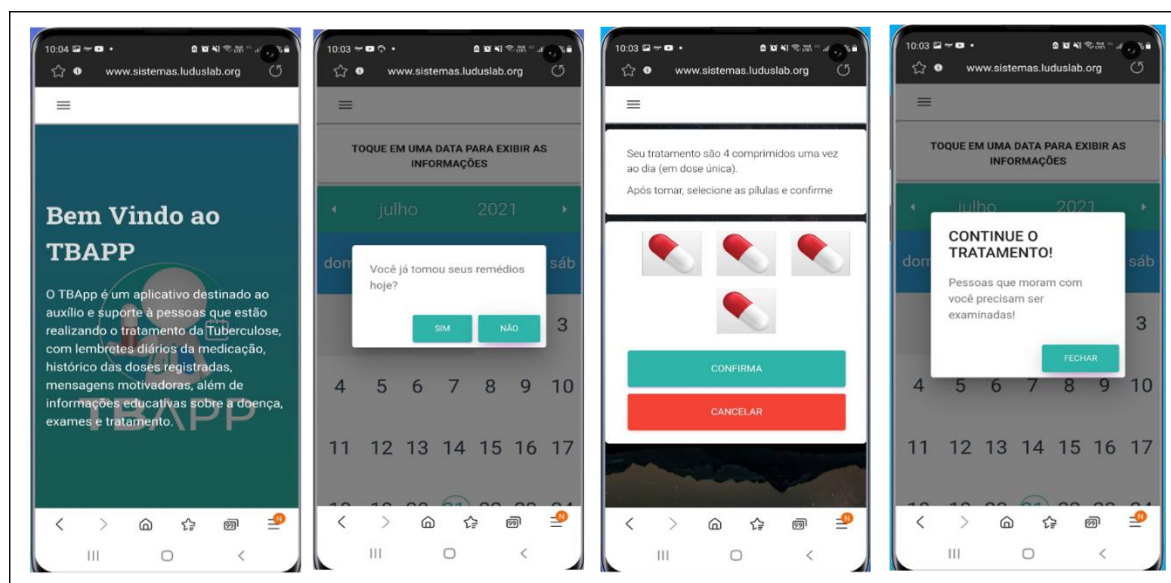 10:04
www.sistemas.luduslab.org
Bem Vindo ao
TBAPP
O TBApp é um aplicativo destinado ao
auxílio e suporte à pessoas que estão
realizando o tratamento da Tuberculose,
com lembretes diários da medicação,
histórico das doses registradas,
mensagens motivadoras, além de
informações educativas sobre a doença,
exames e tratamento.
TBAPP
N
10:03
www.sistemas.luduslab.org
TOQUE EM UMA DATA PARA EXIBIR AS
INFORMAÇÕES
julho 2021
dom sáb
Você já tomou seus remédios
hoje?
SIM NÃO
3
4 5 6 7 8 9 10
11 12 13 14 15 16 17
N
10:03
www.sistemas.luduslab.org
Seu tratamento são 4 comprimidos uma vez
ao dia (em dose única).
Após tomar, selecione as pílulas e confirme
CONFIRMA
CANCELAR
N
10:03
www.sistemas.luduslab.org
TOQUE EM UMA DATA PARA EXIBIR AS
INFORMAÇÕES
julho 2021
dom sáb
CONTINUE O
TRATAMENTO!
Pessoas que moram com
você precisam ser
examinadas!
FECHAR
3
4 5 6 7 8 9 10
11 12 13 14 15 16 17
N